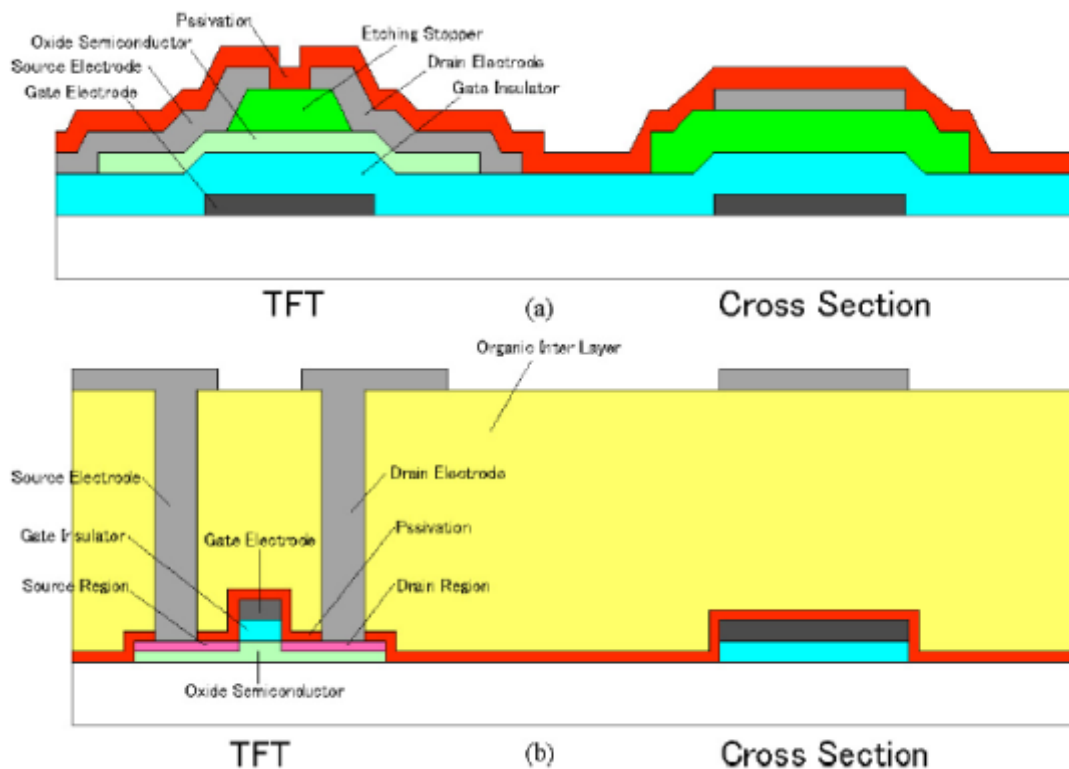 Pssivation
Oxide Semiconductor
Etching Stopper
Source Electrode
Drain Electrode
Gate Electrode
Gate Insulator
TFT
(a)
Cross Section
Organic Inter Layer
Source Electrode
Drain Electrode
Gate Insulator
Gate Electrode
Pssivation
Source Region
Drain Region
Oxide Semiconductor
TFT
(b)
Cross Section